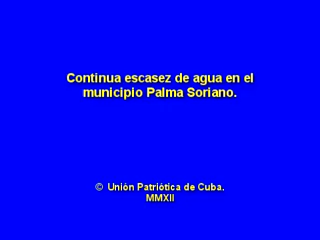 Continua escasez de agua en el
municipio Palma Soriano.
© Unión Patriótica de Cuba.
MMXII